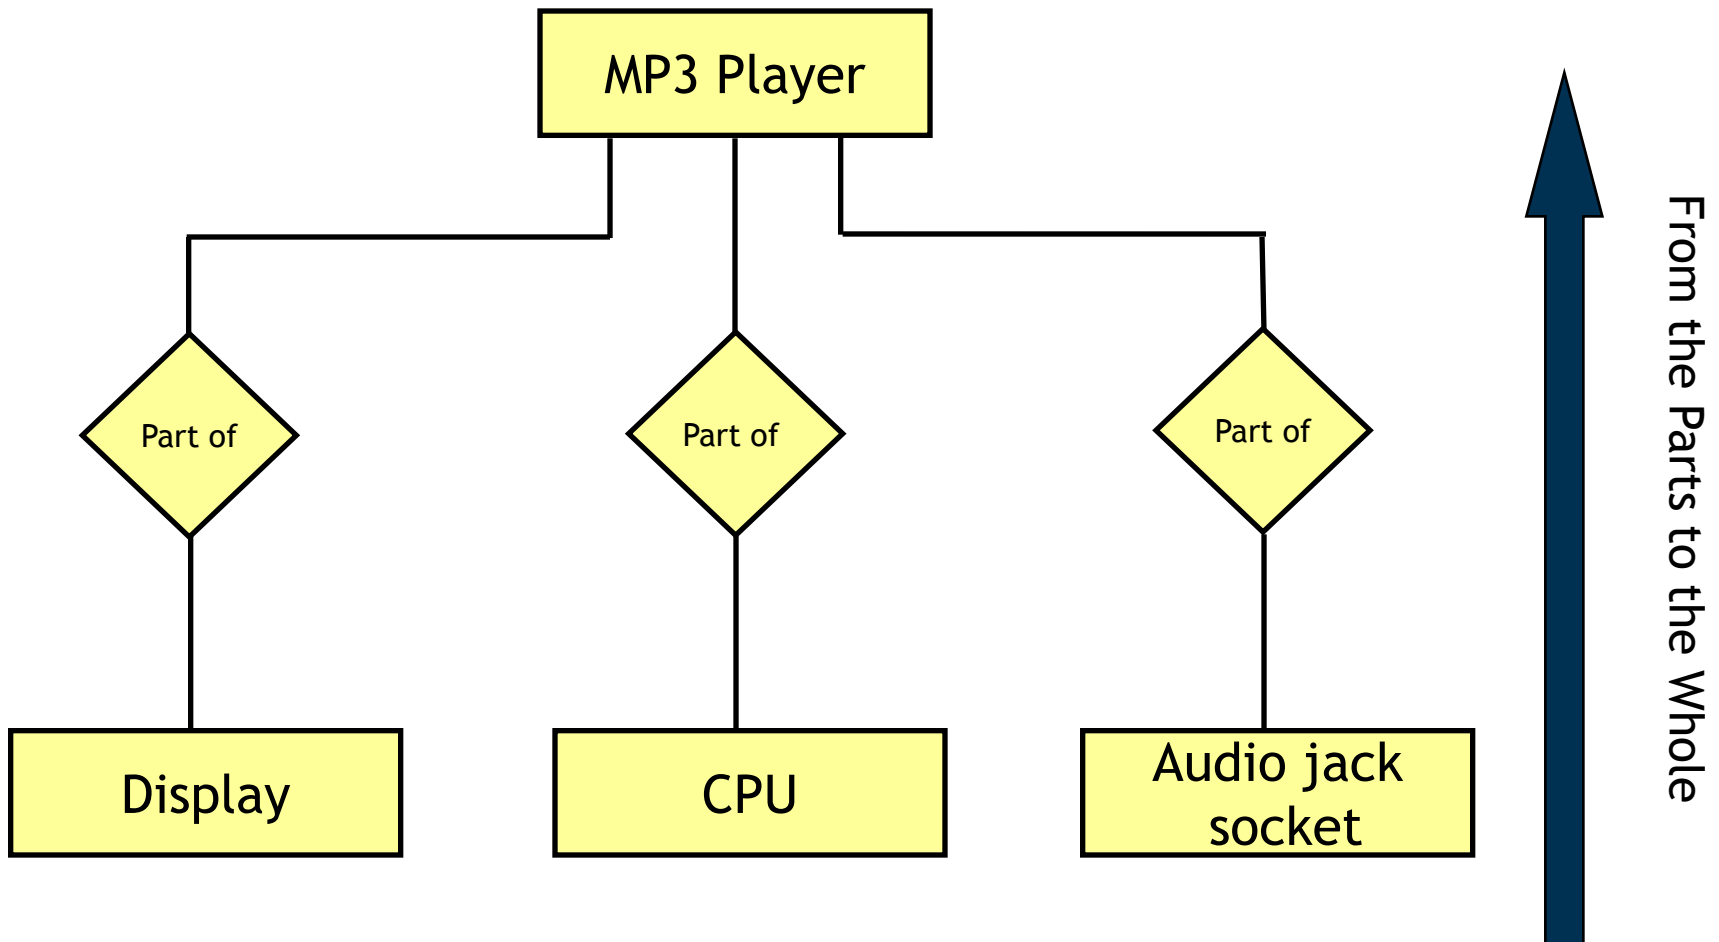 MP3 Player
Part of
Part of
Part of
Display
CPU
Audio jack
socket
From the Parts to the Whole